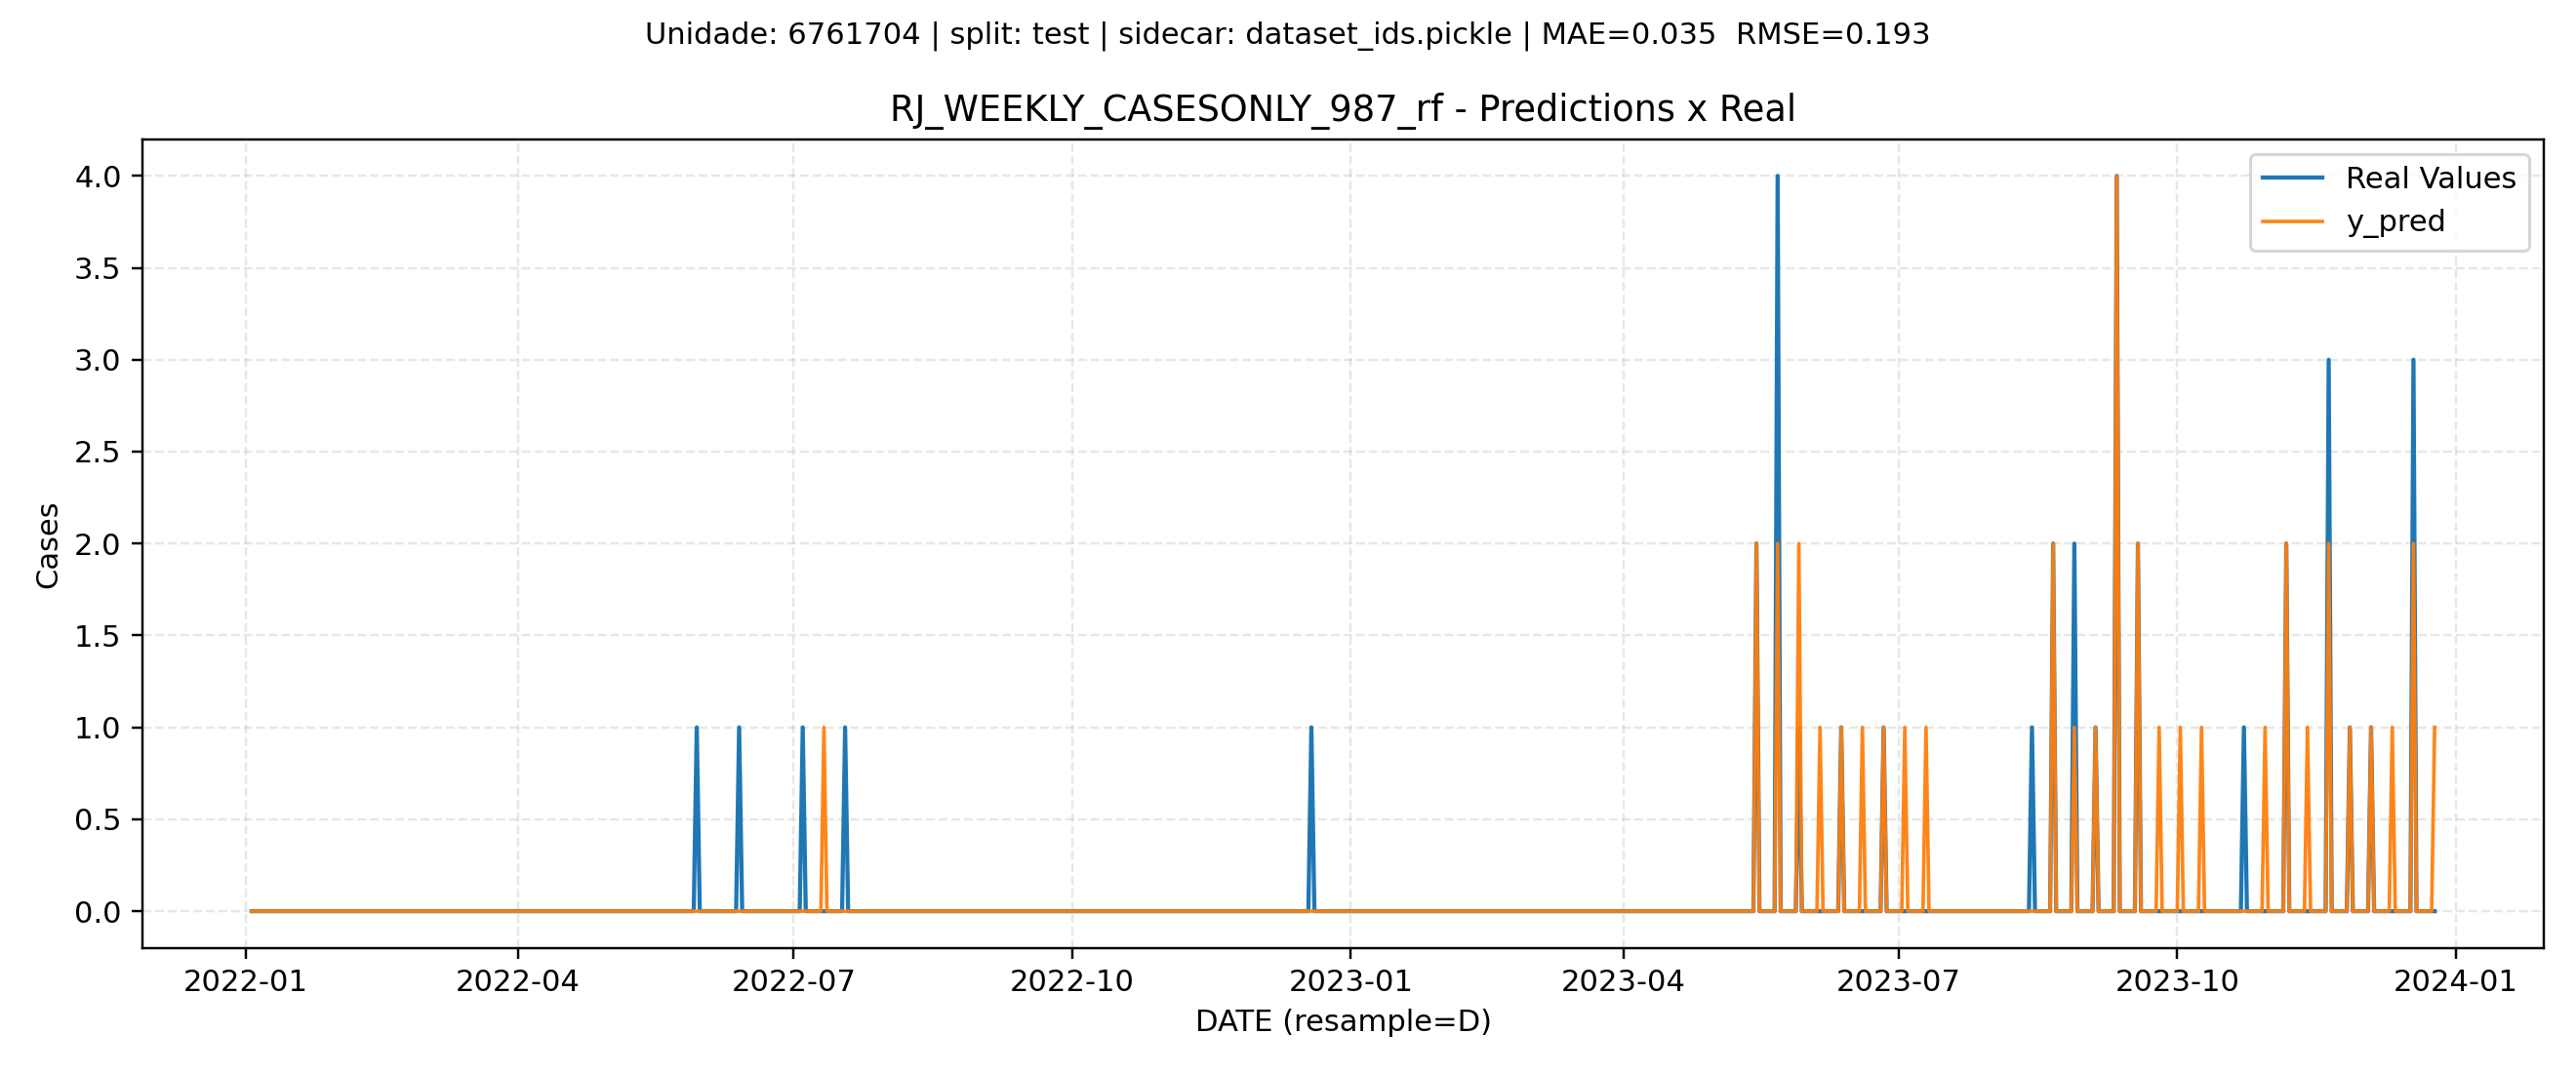 Unidade: 6761704 | split: test | sidecar: dataset_ids.pickle | MAE=0.035  RMSE=0.193
RJ_WEEKLY_CASESONLY_987_rf - Predictions x Real
Real Values
y_pred
Cases
4.0
3.5
3.0
2.5
2.0
1.5
1.0
0.5
0.0
2022-01 2022-04 2022-07 2022-10 2023-01 2023-04 2023-07 2023-10 2024-01
DATE (resample=D)